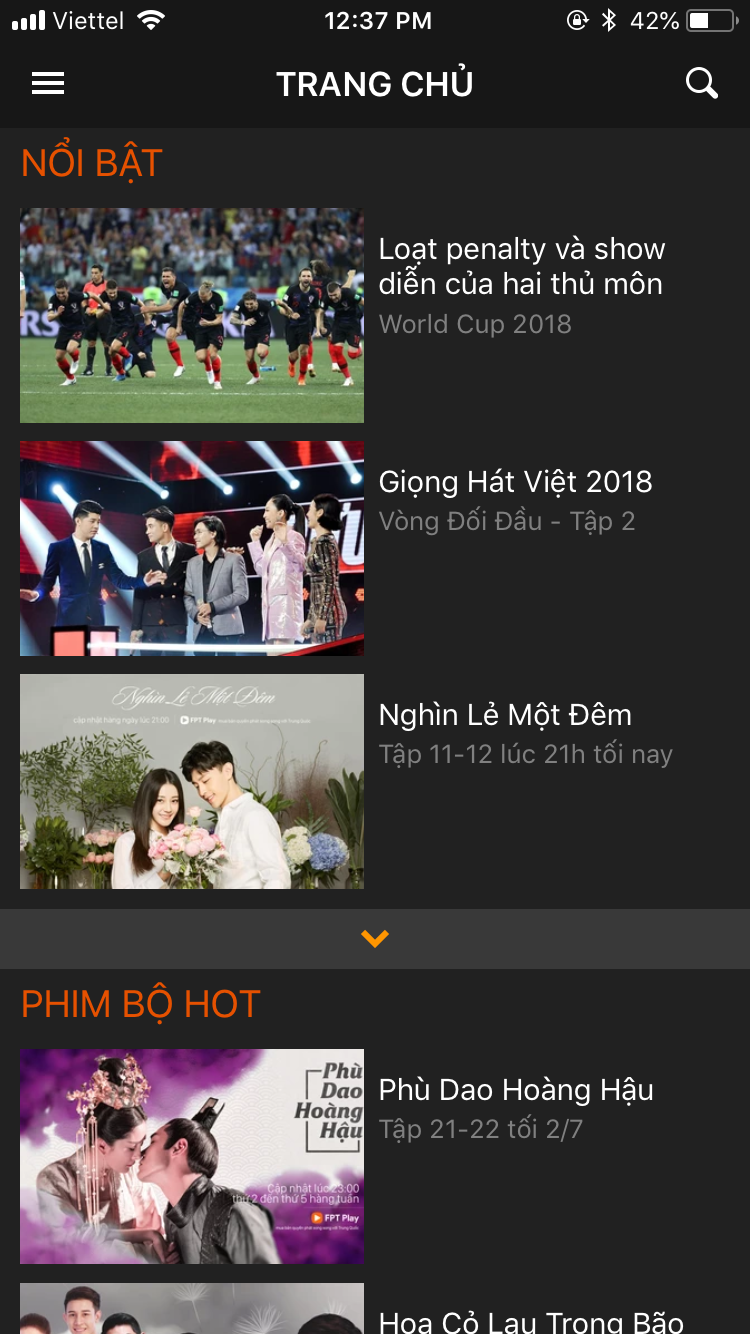 Viettel 12:37 PM 42%
TRANG CHỦ
NỔI BẬT
Loạt penalty và show
diễn của hai thủ môn
World Cup 2018
Giọng Hát Việt 2018
Vòng Đối Đầu - Tập 2
Nghìn Lẻ Một Đêm
cập nhật hàng ngày lúc 21:00 FPT Play
Nghìn Lẻ Một Đêm
Tập 11-12 lúc 21h tối nay
PHIM BỘ HOT
Phù
Dao
Hoàng
Hậu
Cập nhật lúc 23:00
thứ 2 đến thứ 5 hàng tuần
FPT Play
Phù Dao Hoàng Hậu
Tập 21-22 tối 2/7
Hoa Cỏ Lau Trong Bão